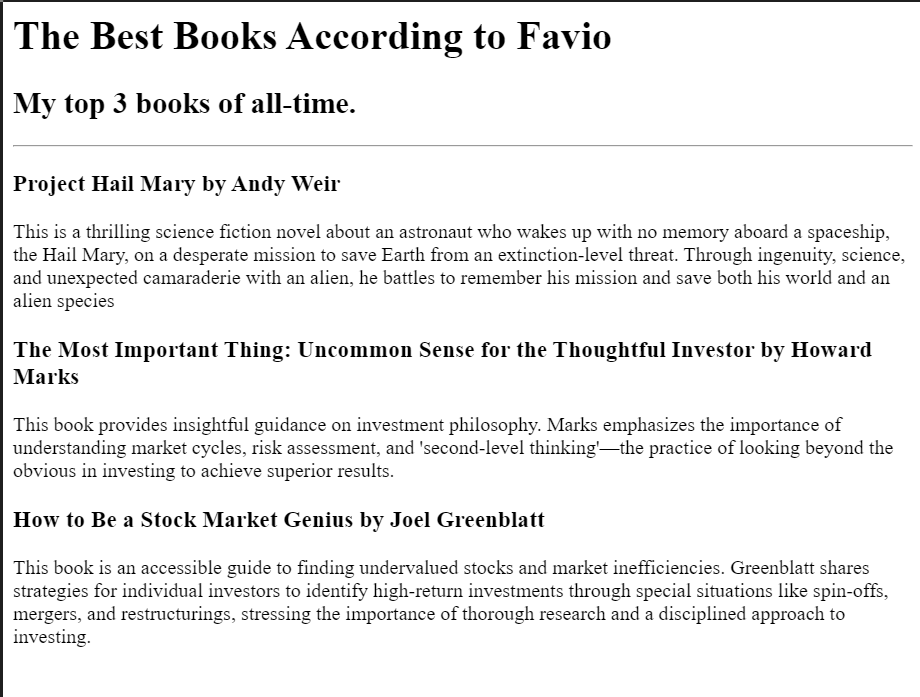 The Best Books According to Favio
My top 3 books of all-time.
Project Hail Mary by Andy Weir
This is a thrilling science fiction novel about an astronaut who wakes up with no memory aboard a spaceship,
the Hail Mary, on a desperate mission to save Earth from an extinction-level threat. Through ingenuity, science,
and unexpected camaraderie with an alien, he battles to remember his mission and save both his world and an
alien species
The Most Important Thing: Uncommon Sense for the Thoughtful Investor by Howard
Marks
This book provides insightful guidance on investment philosophy. Marks emphasizes the importance of
understanding market cycles, risk assessment, and 'second-level thinking'—the practice of looking beyond the
obvious in investing to achieve superior results.
How to Be a Stock Market Genius by Joel Greenblatt
This book is an accessible guide to finding undervalued stocks and market inefficiencies. Greenblatt shares
strategies for individual investors to identify high-return investments through special situations like spin-offs,
mergers, and restructurings, stressing the importance of thorough research and a disciplined approach to
investing.